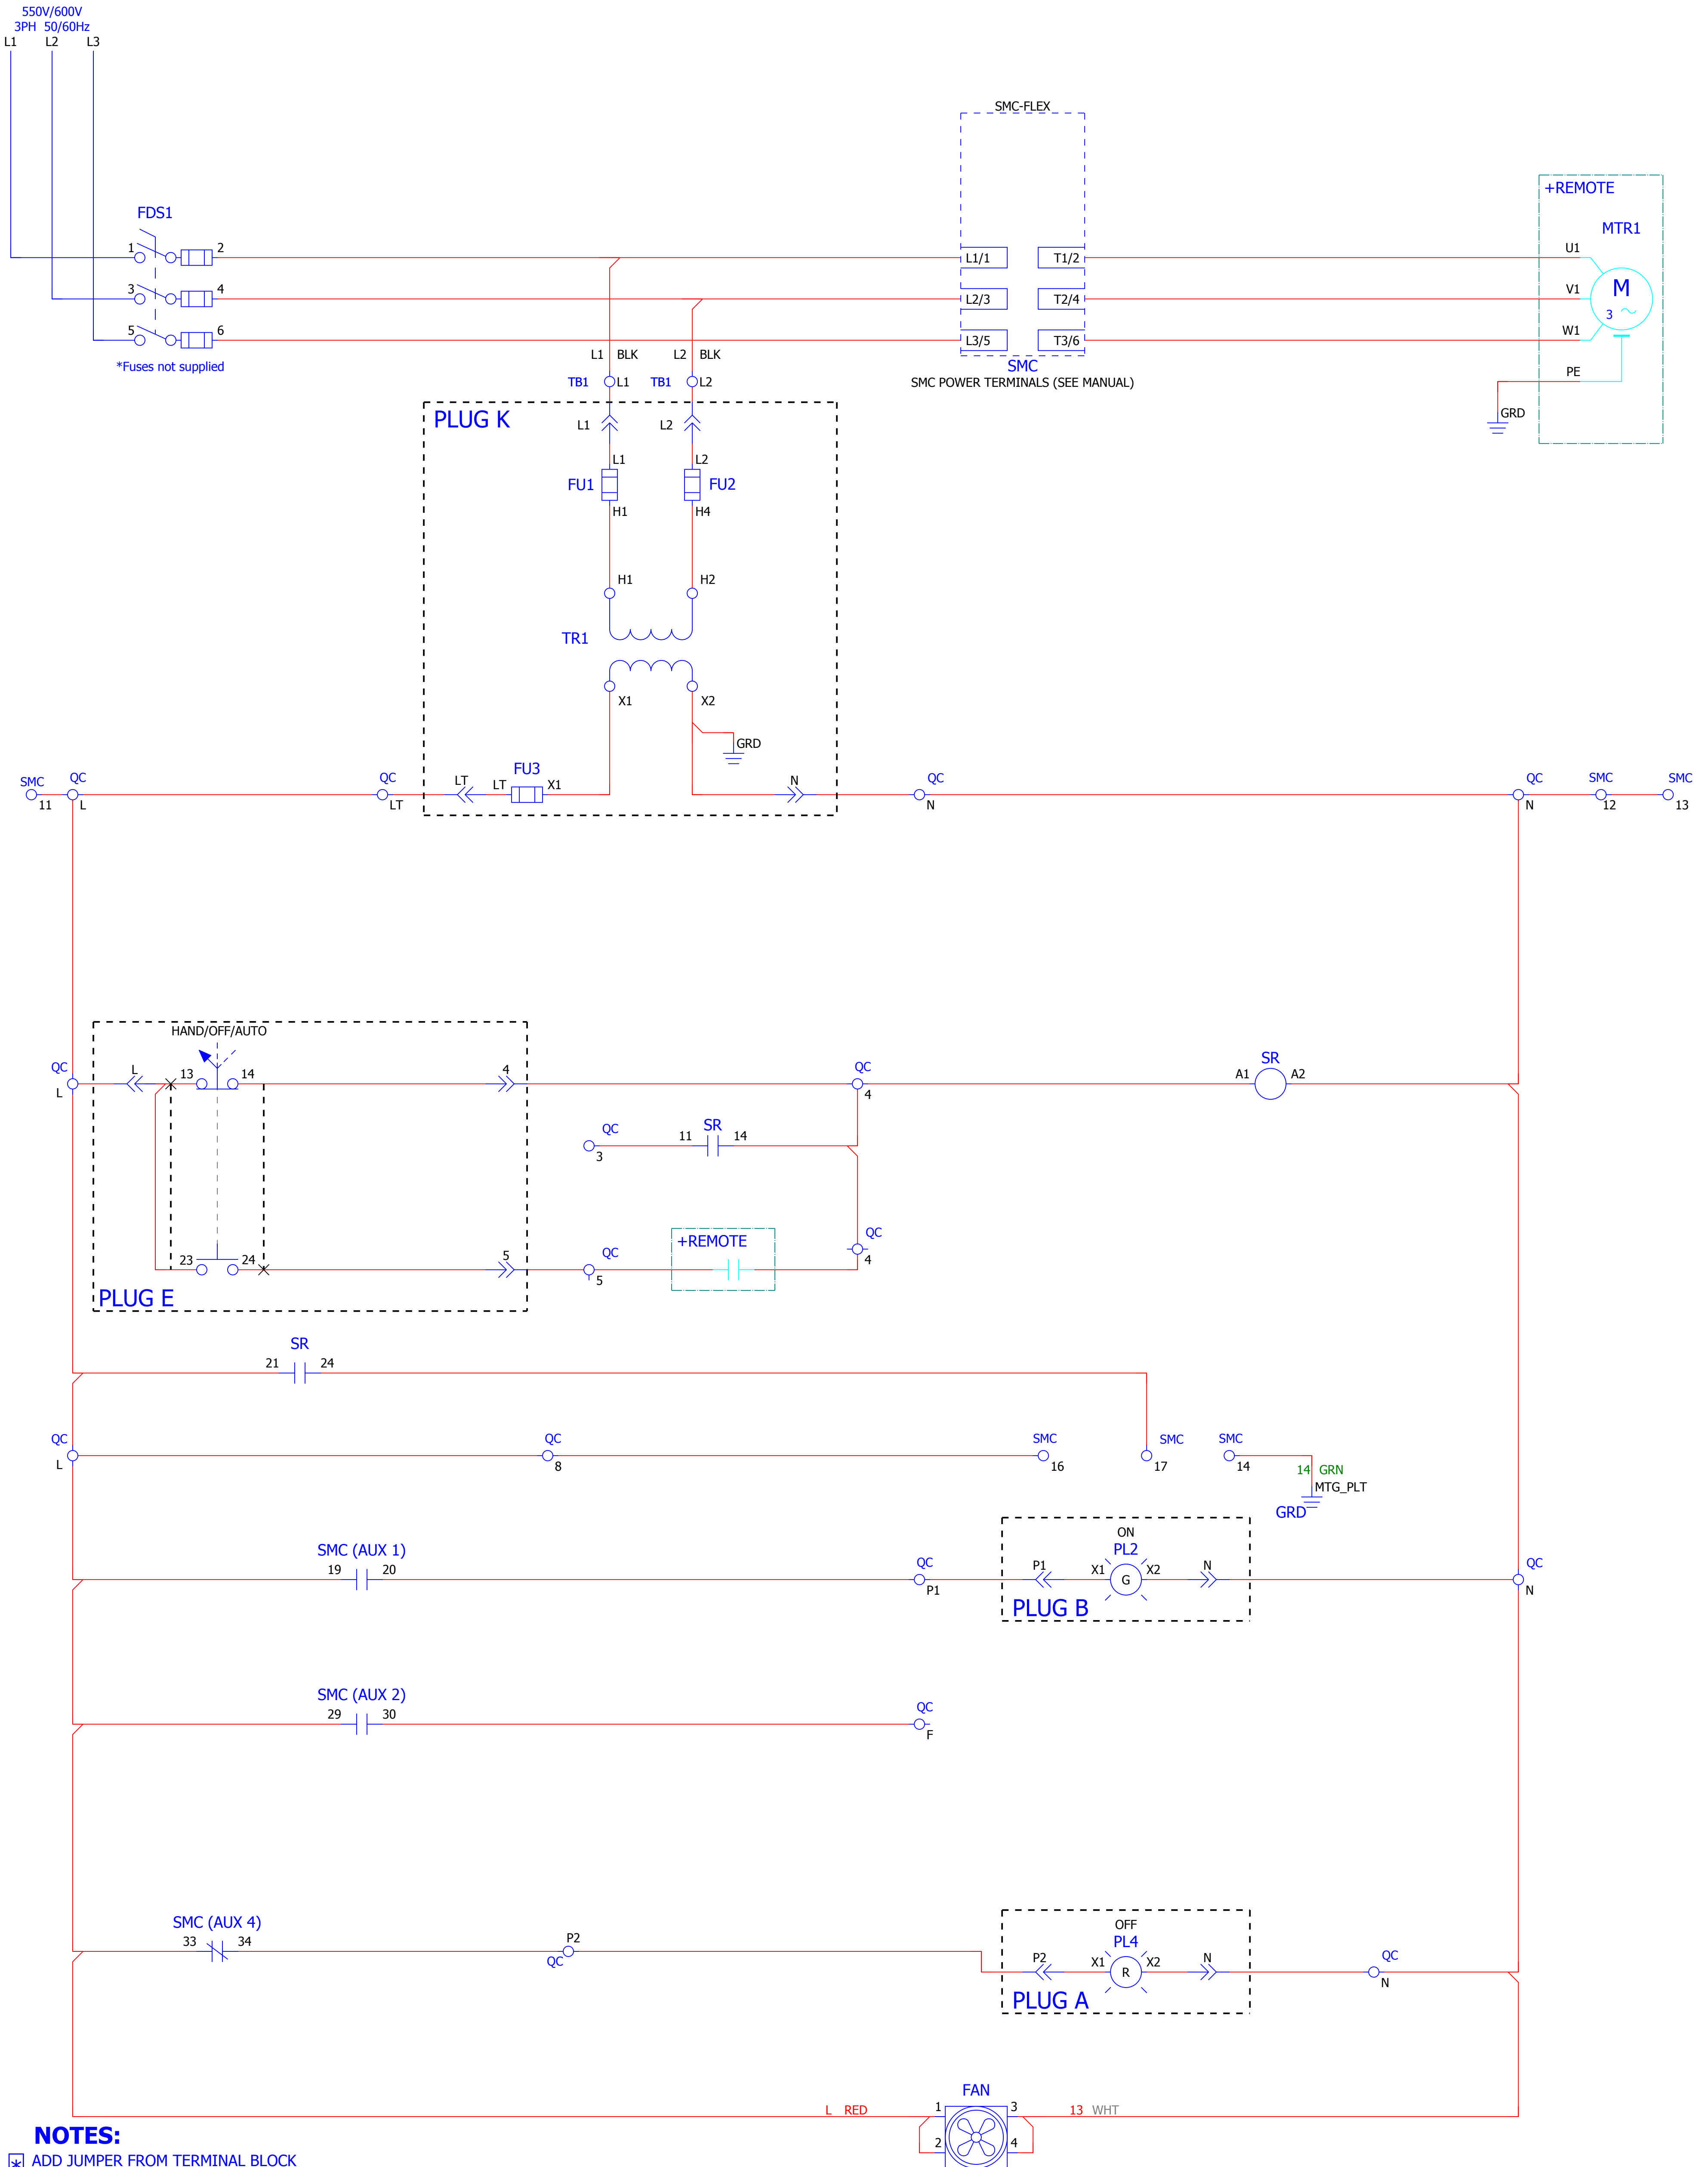 550V/600V
3PH 50/60Hz
L1 L2 L3
SMC-FLEX
+REMOTE
FDS1
MTR1
1 2
L1/1 T1/2
U1
3 4
L2/3 T2/4
V1
M
3
5 6
L3/5 T3/6
W1
*Fuses not supplied
L1 BLK L2 BLK
SMC
SMC POWER TERMINALS (SEE MANUAL)
PE
TB1 L1 TB1 L2
GRD
PLUG K
L1 L2
L1 L2
FU1 FU2
H1 H4
H1 H2
TR1
X1 X2
GRD
SMC QC QC LT LT FU3 X1 N QC QC SMC SMC
11 L LT N N 12 13
HAND/OFF/AUTO
QC L 13 14 4 QC SR
L 4 A1 A2
QC 11 SR 14
3
QC
+REMOTE
23 24 5 QC
5 4
PLUG E
SR
21 24
QC QC SMC SMC SMC
L 8 16 17 14
14 GRN
MTG_PLT
GRD
ON
SMC (AUX 1) PL2
19 20 QC P1 X1 G X2 N QC
P1 N
PLUG B
SMC (AUX 2)
29 30 QC
F
SMC (AUX 4) OFF
33 34 P2 PL4
QC P2 X1 R X2 N QC
N
PLUG A
FAN
L RED 1 3 13 WHT
2 4
NOTES:
* ADD JUMPER FROM TERMINAL BLOCK